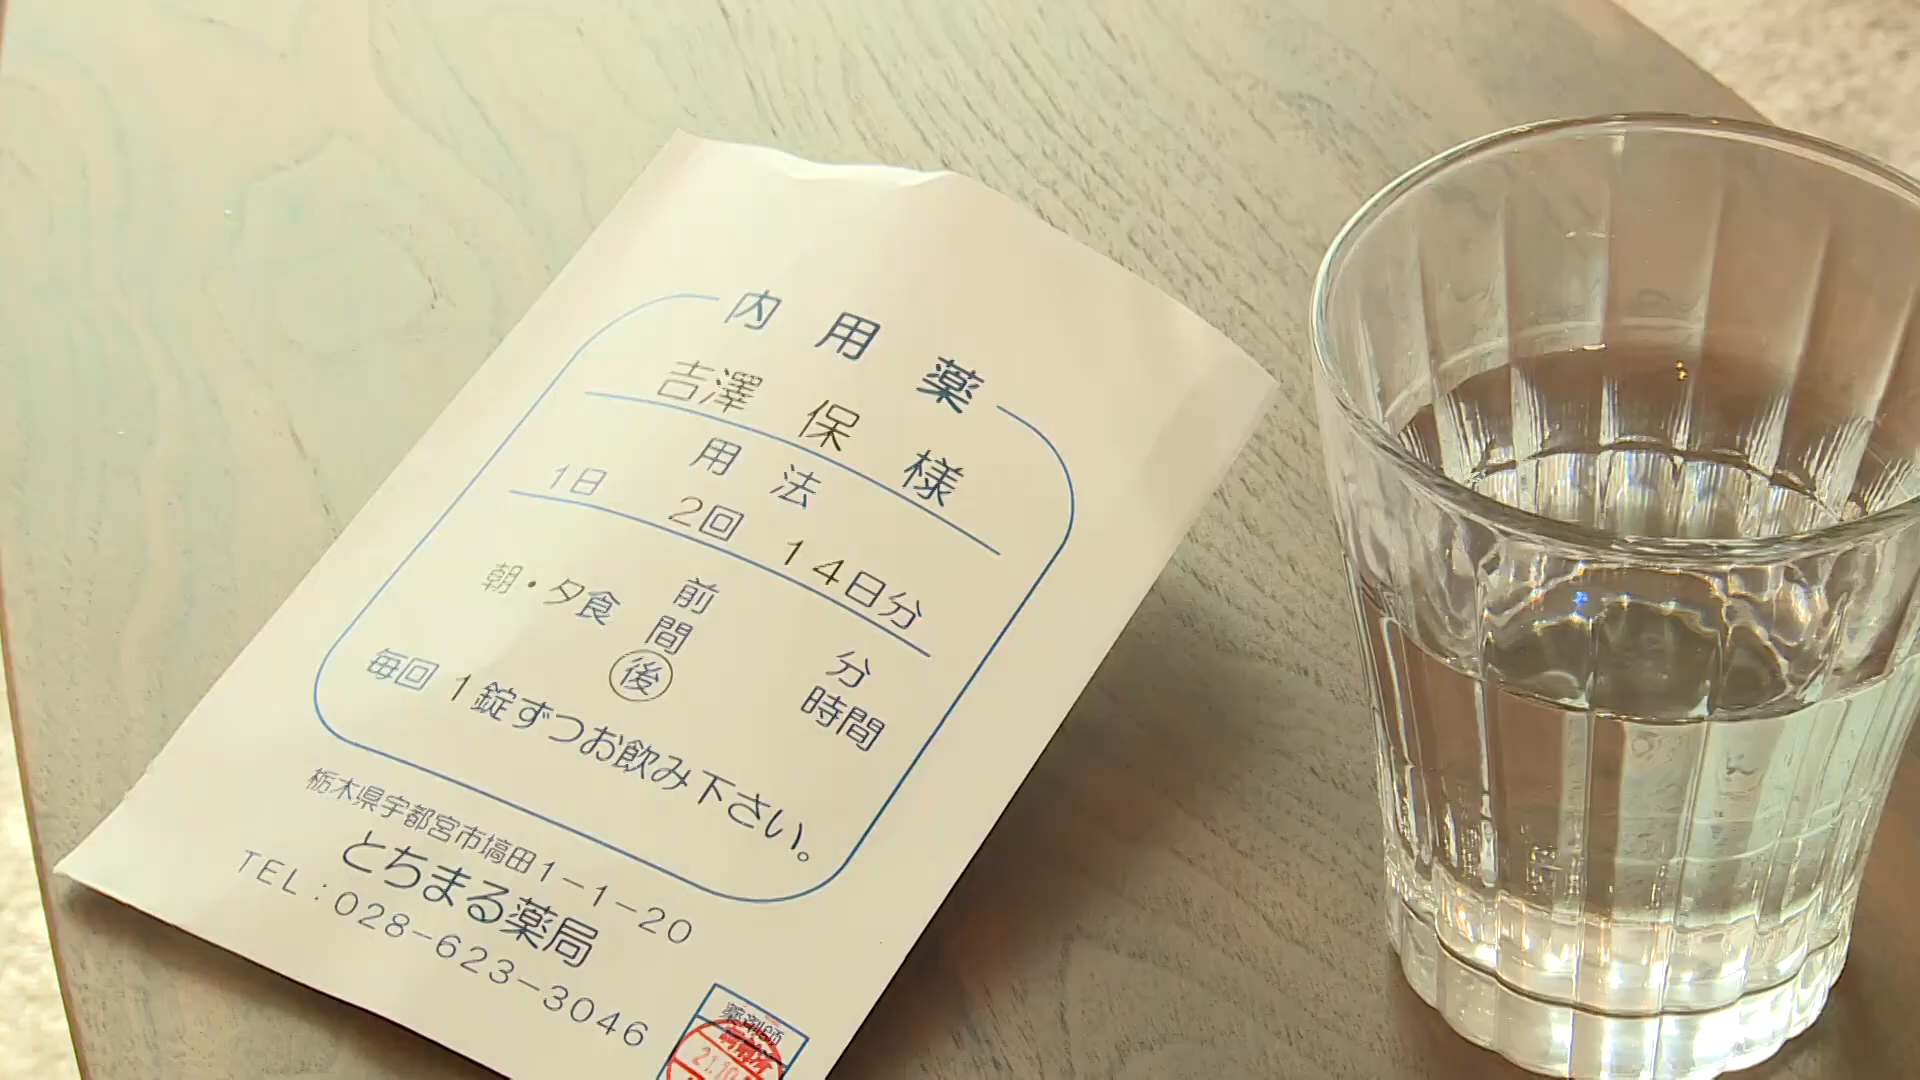 内用薬
吉澤 保 様
用法
1日 2回 14日分
朝・夕食 前 間 後 分 時間
毎回 1錠ずつお飲み下さい。
栃木県宇都宮市塙田1-1-20
とちまる薬局
TEL:028-623-3046
薬剤師
21.10